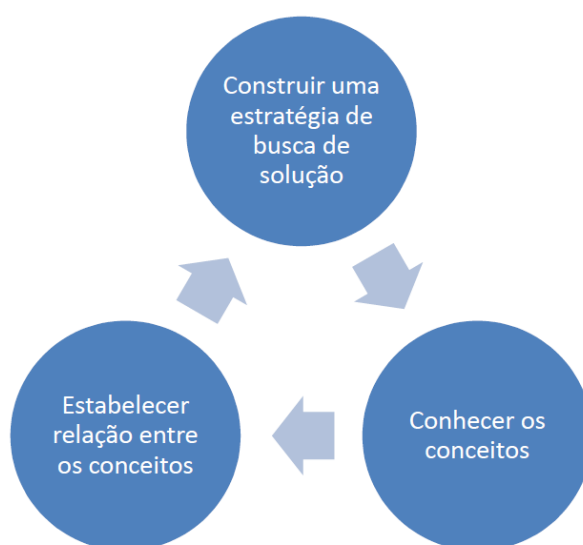 Construir uma
estratégia de
busca de
solução
Estabelecer
relação entre
os conceitos
Conhecer os
conceitos